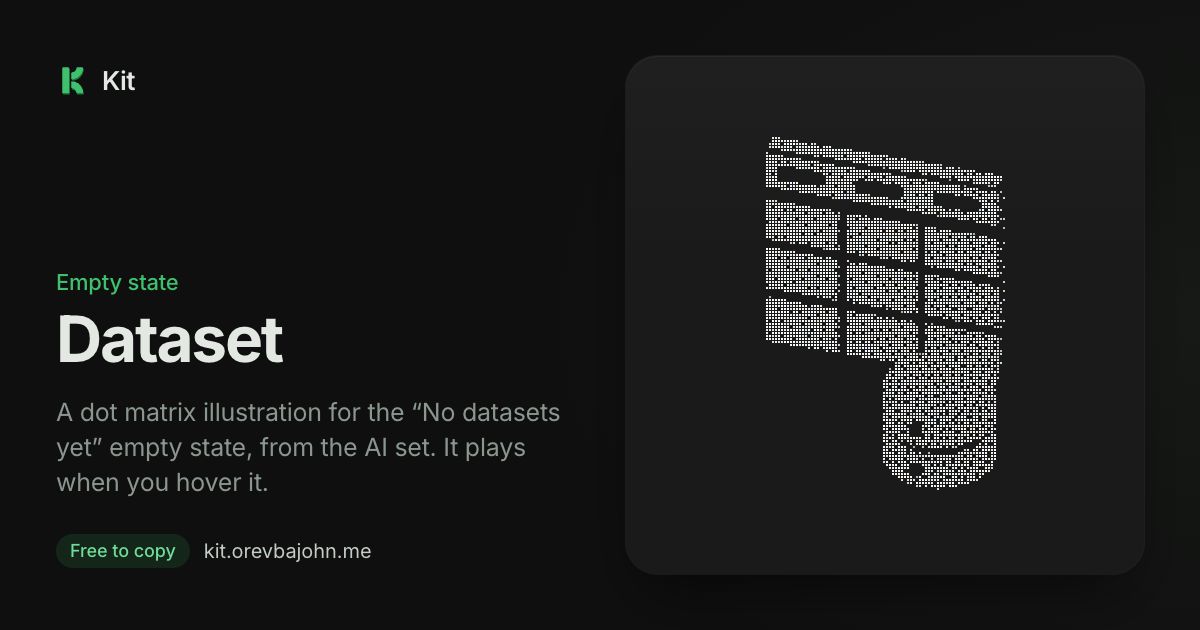 Kit
Empty state
Dataset
A dot matrix illustration for the “No datasets
yet” empty state, from the AI set. It plays
when you hover it.
Free to copy
kit.orevbajohn.me